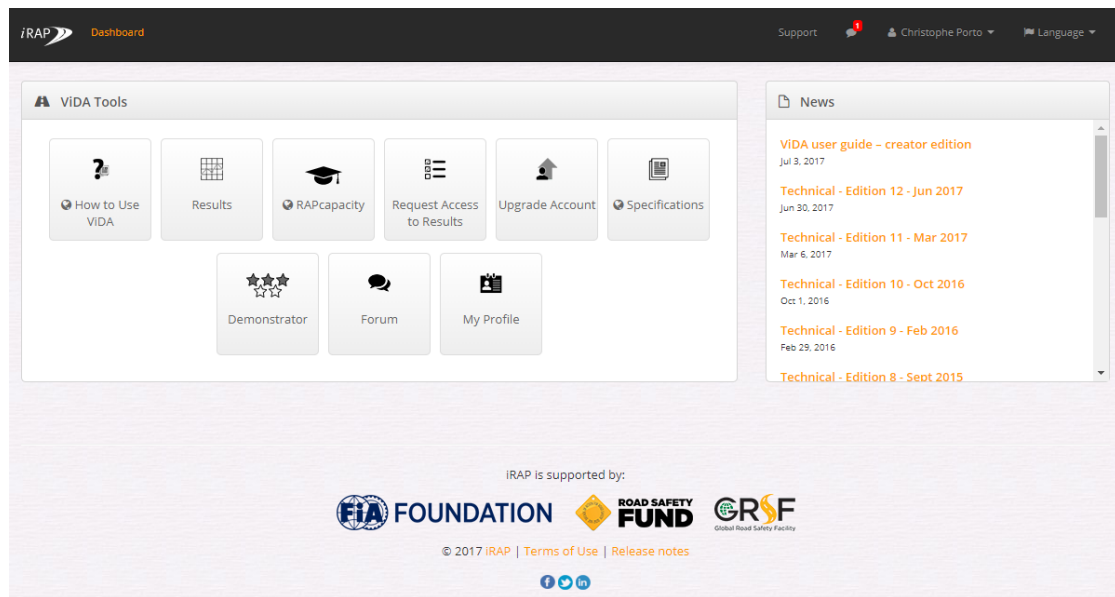 iRAP Dashboard Support 1 Christophe Porto Language
ViDA Tools
How to Use
ViDA
Results
RAPcapacity
Request Access
to Results
Upgrade Account
Specifications
Demonstrator
Forum
My Profile
News
ViDA user guide – creator edition
Jul 3, 2017
Technical - Edition 12 - Jun 2017
Jun 30, 2017
Technical - Edition 11 - Mar 2017
Mar 6, 2017
Technical - Edition 10 - Oct 2016
Oct 1, 2016
Technical - Edition 9 - Feb 2016
Feb 29, 2016
Technical - Edition 8 - Sept 2015
iRAP is supported by:
FiA FOUNDATION
ROAD SAFETY
FUND
GRSF
Global Road Safety Facility
© 2017 iRAP | Terms of Use | Release notes